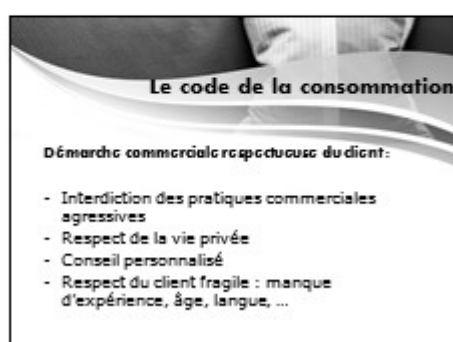 Le code de la consommation
Démarche commerciale respectueuse du client :
- Interdiction des pratiques commerciales
agressives
- Respect de la vie privée
- Conseil personnalisé
- Respect du client fragile : manque
d'expérience, âge, langue, ...